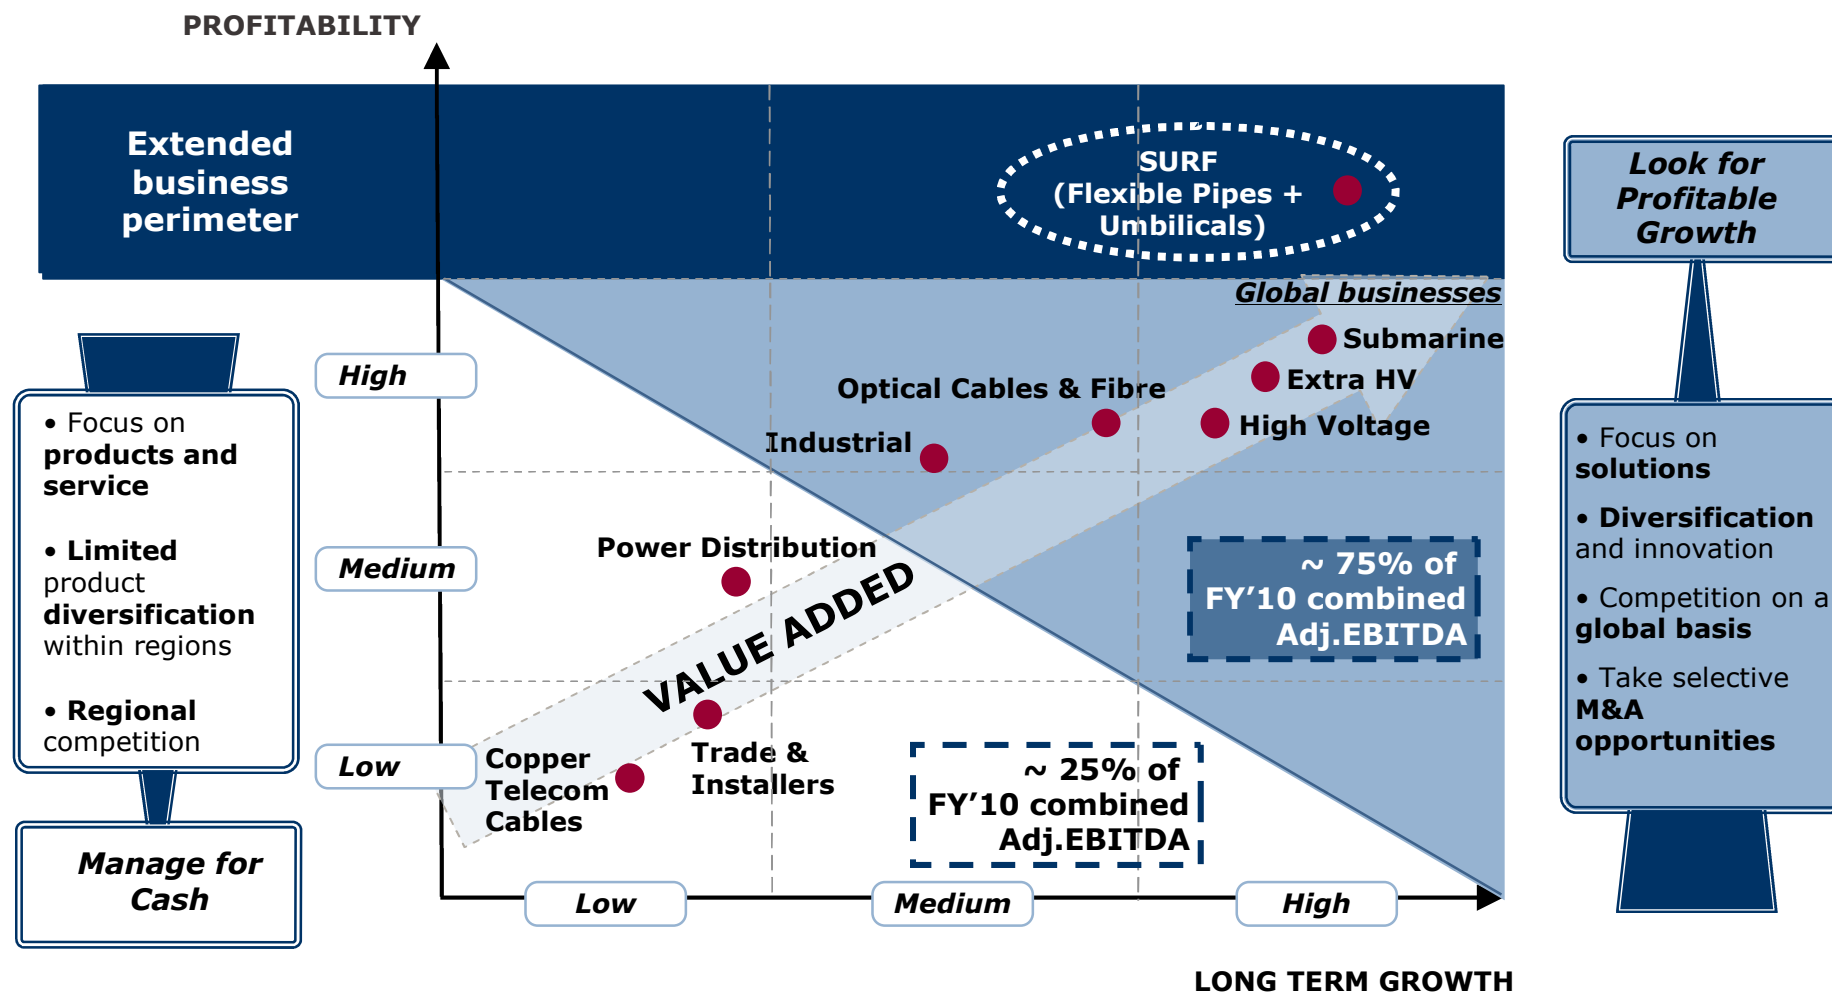 PROFITABILITY
Extended
business
perimeter
SURF
(Flexible Pipes +
Umbilicals)
Look for
Profitable
Growth
Global businesses
Submarine
High
Optical Cables & Fibre
Extra HV
Industrial
High Voltage
• Focus on
products and
service
• Limited
product
diversification
within regions
• Regional
competition
Manage for
Cash
Medium
Power Distribution
VALUE ADDED
~ 75% of
FY’10 combined
Adj.EBITDA
• Focus on
solutions
• Diversification
and innovation
• Competition on a
global basis
• Take selective
M&A
opportunities
Low
Copper
Telecom
Cables
Trade &
Installers
~ 25% of
FY’10 combined
Adj.EBITDA
Low
Medium
High
LONG TERM GROWTH